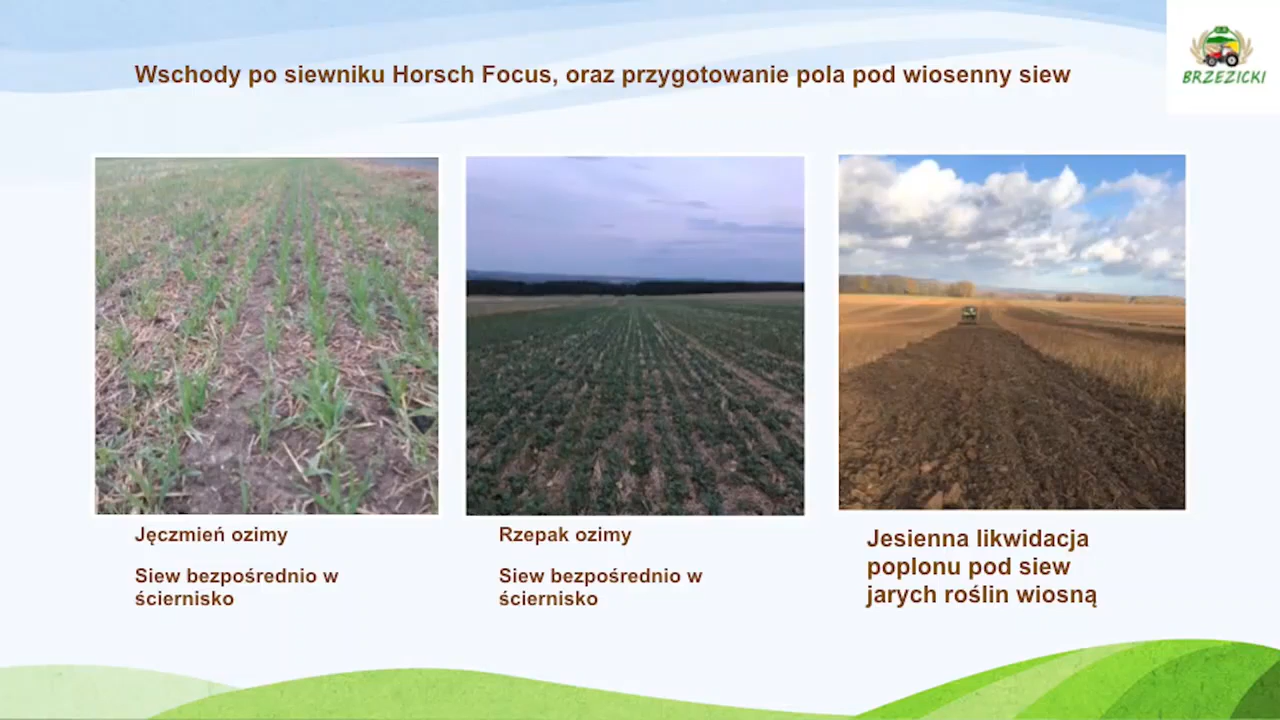 Wschody po siewniku Horsch Focus, oraz przygotowanie pola pod wiosenny siew
BRZEZICKI
Jęczmień ozimy
Siew bezpośrednio w
ściernisko
Rzepak ozimy
Siew bezpośrednio w
ściernisko
Jesienna likwidacja
poplonu pod siew
jarych roślin wiosną